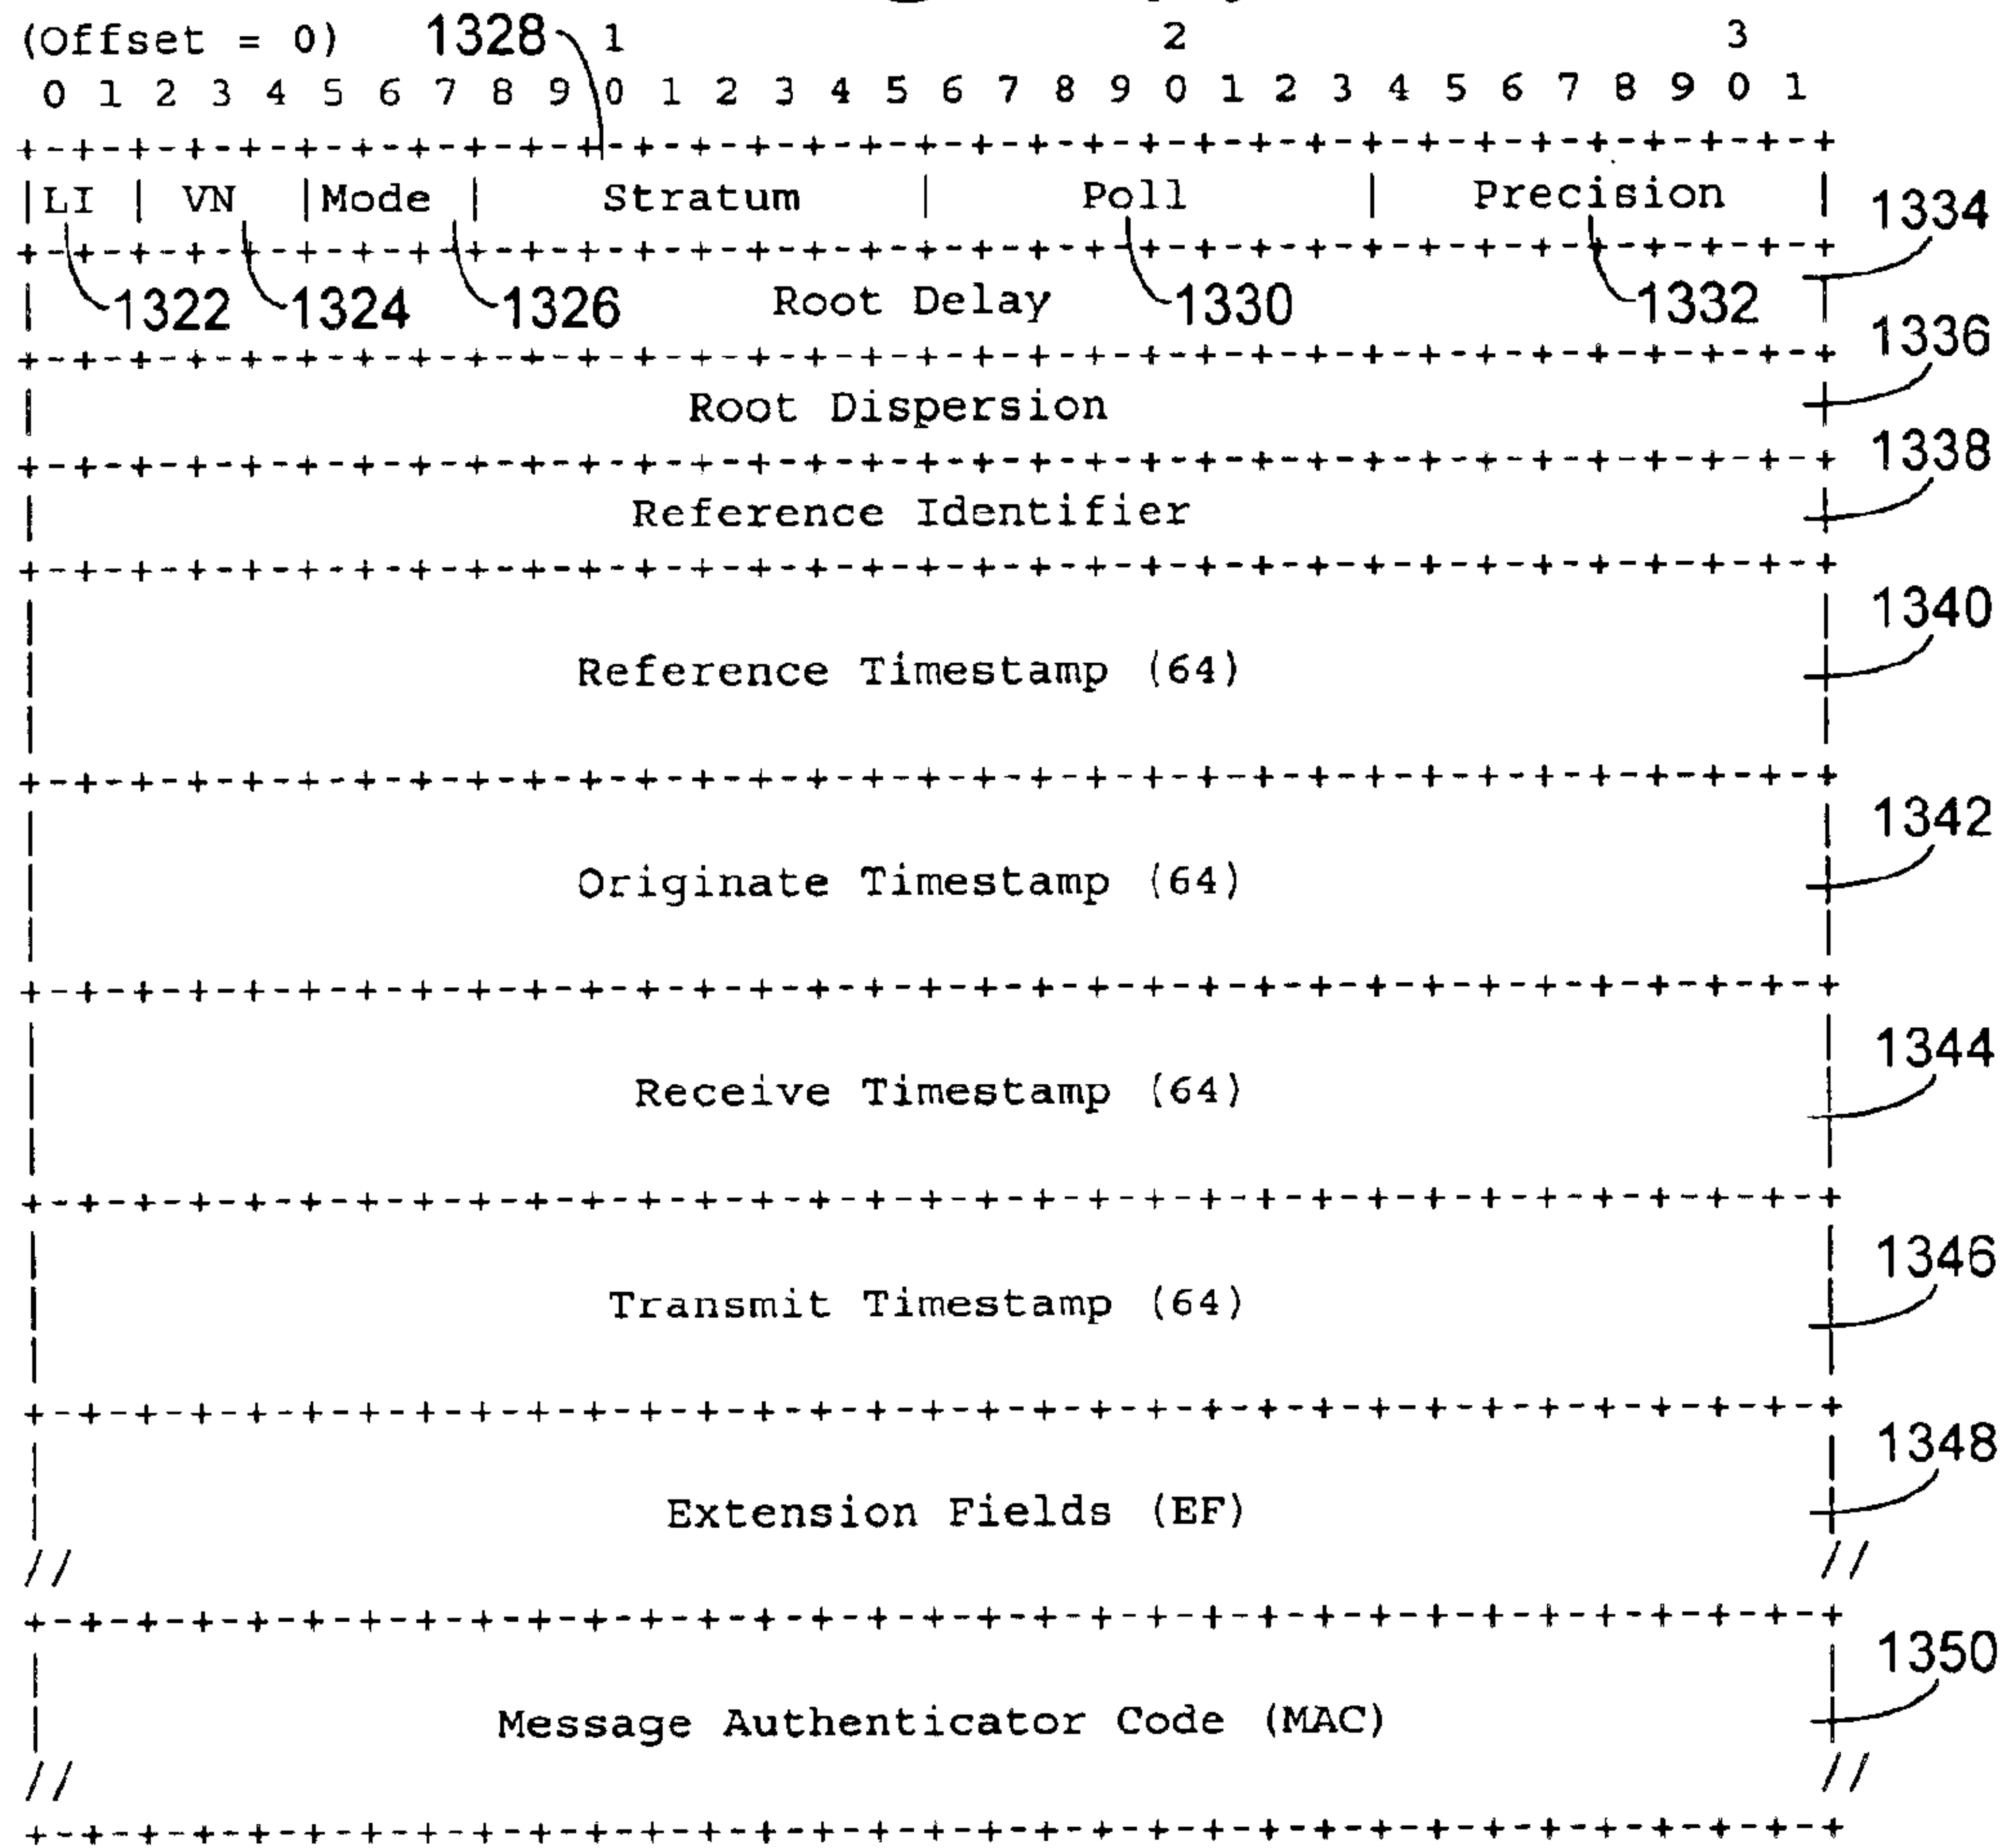 (Offset = 0) 1328 1 2 3
0 1 2 3 4 5 6 7 8 9 0 1 2 3 4 5 6 7 8 9 0 1 2 3 4 5 6 7 8 9 0 1
+-+-+-+-+-+-+-+-+-+-+-+-+-+-+-+-+-+-+-+-+-+-+-+-+-+-+-+-+-+-+-+-+
|LI | VN |Mode | Stratum | Poll | Precision | 1334
+-+-+-+-+-+-+-+-+-+-+-+-+-+-+-+-+-+-+-+-+-+-+-+-+-+-+-+-+-+-+-+-+
| 1322 1324 1326 Root Delay 1330 1332 |
1336
+-+-+-+-+-+-+-+-+-+-+-+-+-+-+-+-+-+-+-+-+-+-+-+-+-+-+-+-+-+-+-+-+
| Root Dispersion |
+-+-+-+-+-+-+-+-+-+-+-+-+-+-+-+-+-+-+-+-+-+-+-+-+-+-+-+-+-+-+-+-+ 1338
| Reference Identifier |
+-+-+-+-+-+-+-+-+-+-+-+-+-+-+-+-+-+-+-+-+-+-+-+-+-+-+-+-+-+-+-+-+
1340
| Reference Timestamp (64) |
+-+-+-+-+-+-+-+-+-+-+-+-+-+-+-+-+-+-+-+-+-+-+-+-+-+-+-+-+-+-+-+-+
1342
| Originate Timestamp (64) |
+-+-+-+-+-+-+-+-+-+-+-+-+-+-+-+-+-+-+-+-+-+-+-+-+-+-+-+-+-+-+-+-+
1344
| Receive Timestamp (64) |
+-+-+-+-+-+-+-+-+-+-+-+-+-+-+-+-+-+-+-+-+-+-+-+-+-+-+-+-+-+-+-+-+
1346
| Transmit Timestamp (64) |
+-+-+-+-+-+-+-+-+-+-+-+-+-+-+-+-+-+-+-+-+-+-+-+-+-+-+-+-+-+-+-+-+
1348
| Extension Fields (EF) |
// //
+-+-+-+-+-+-+-+-+-+-+-+-+-+-+-+-+-+-+-+-+-+-+-+-+-+-+-+-+-+-+-+-+
1350
| Message Authenticator Code (MAC) |
// //
+-+-+-+-+-+-+-+-+-+-+-+-+-+-+-+-+-+-+-+-+-+-+-+-+-+-+-+-+-+-+-+-+